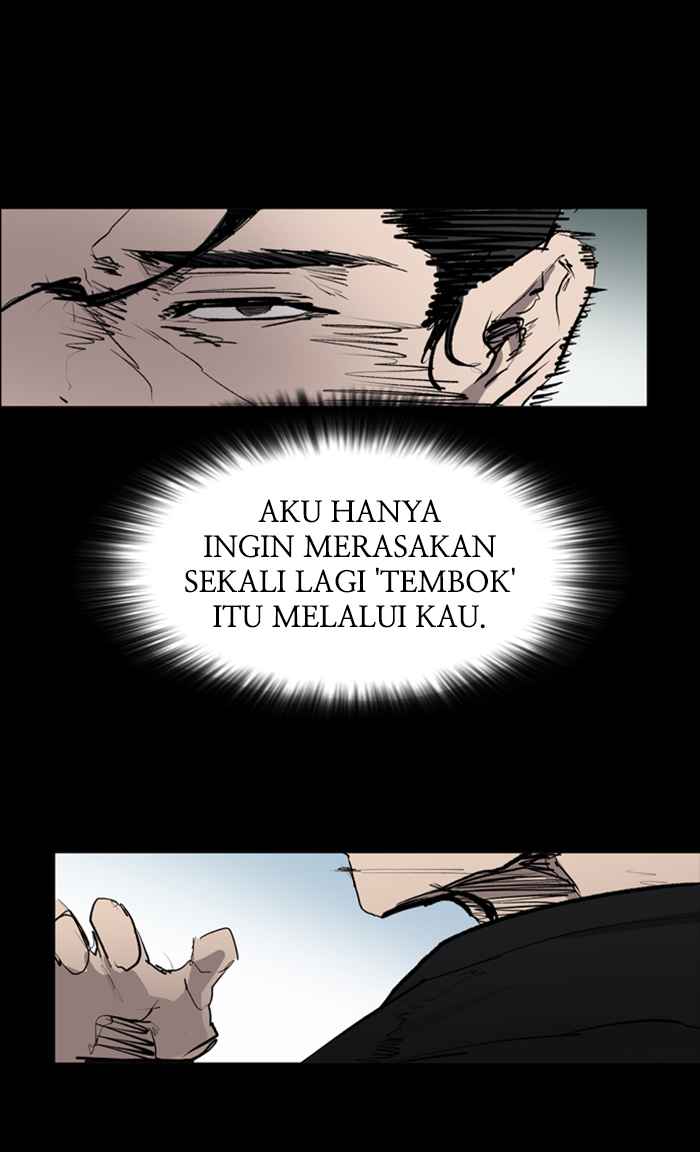 AKU HANYA
INGIN MERASAKAN
SEKALI LAGI 'TEMBOK'
ITU MELALUI KAU.